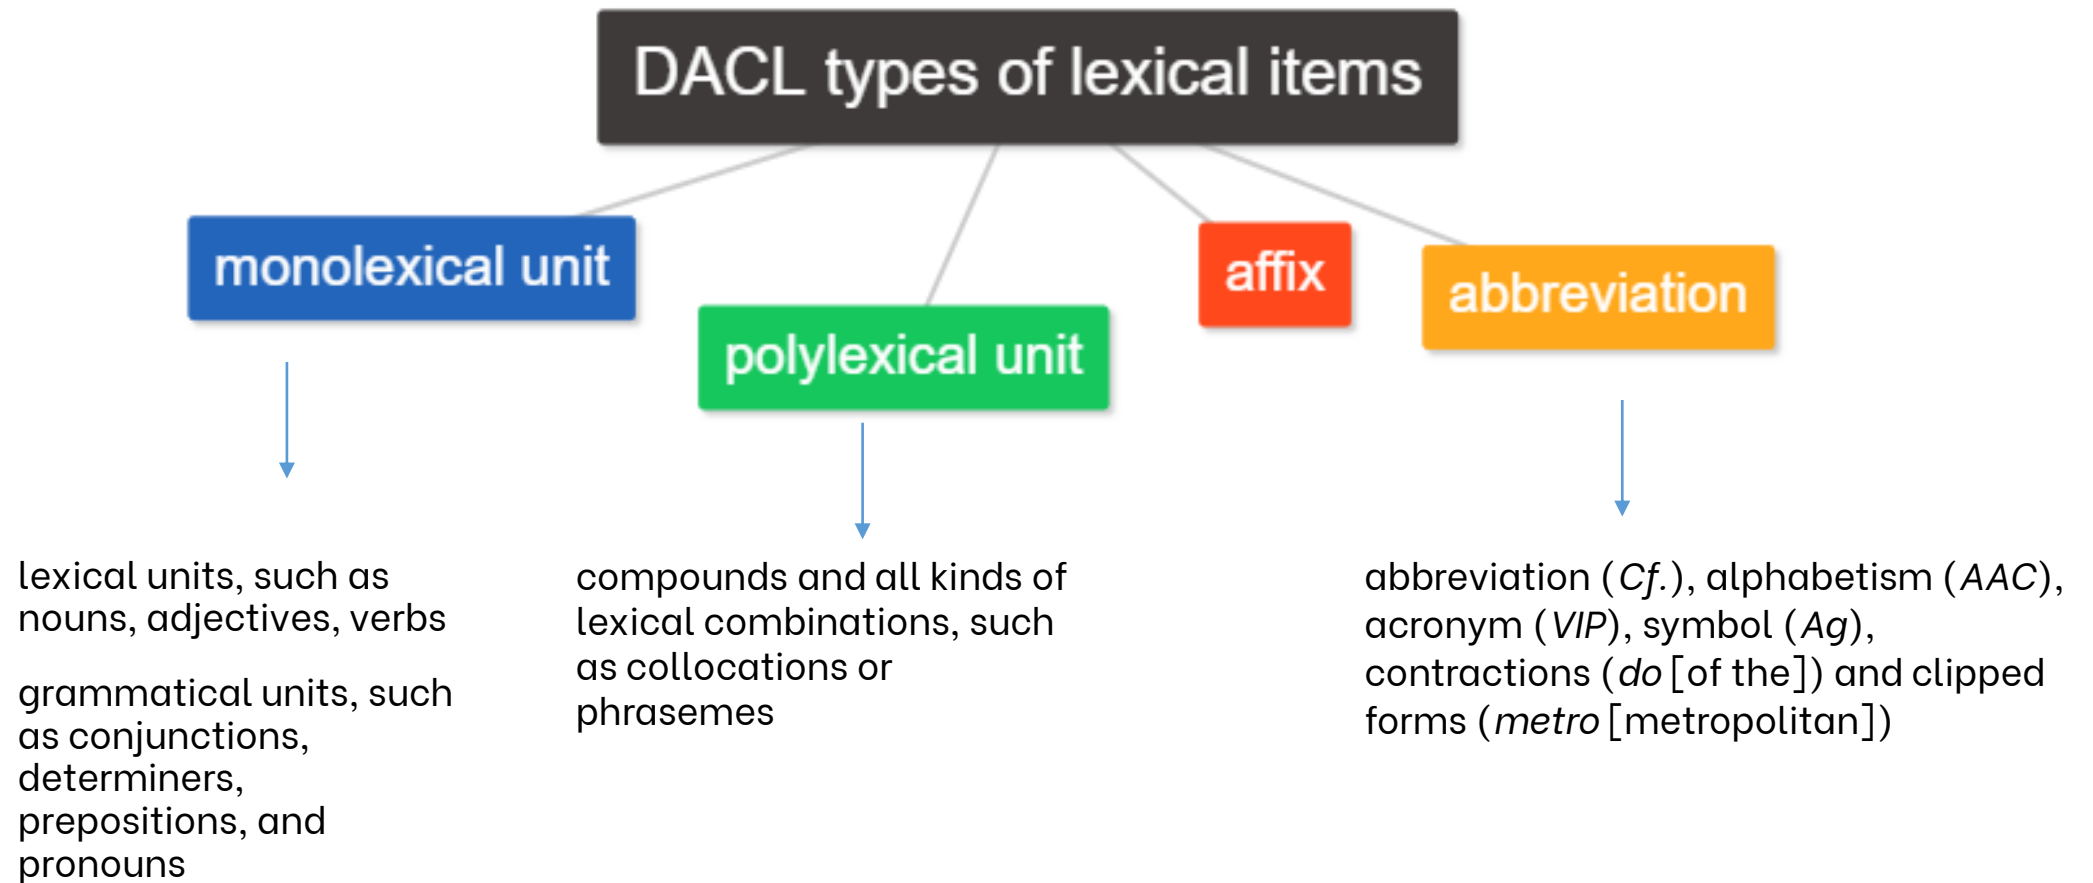 DACL types of lexical items
monolexical unit
polylexical unit
affix
abbreviation
lexical units, such as
nouns, adjectives, verbs
grammatical units, such
as conjunctions,
determiners,
prepositions, and
pronouns
compounds and all kinds of
lexical combinations, such
as collocations or
phrasemes
abbreviation (Cf.), alphabetism (AAC),
acronym (VIP), symbol (Ag),
contractions (do [of the]) and clipped
forms (metro [metropolitan])